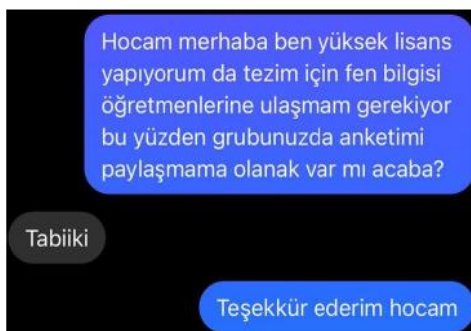 Hocam merhaba ben yüksek lisans
yapıyorum da tezim için fen bilgisi
öğretmenlerine ulaşmam gerekiyor
bu yüzden grubunuzda anketimi
paylaşmama olanak var mı acaba?
Tabiiki
Teşekkür ederim hocam